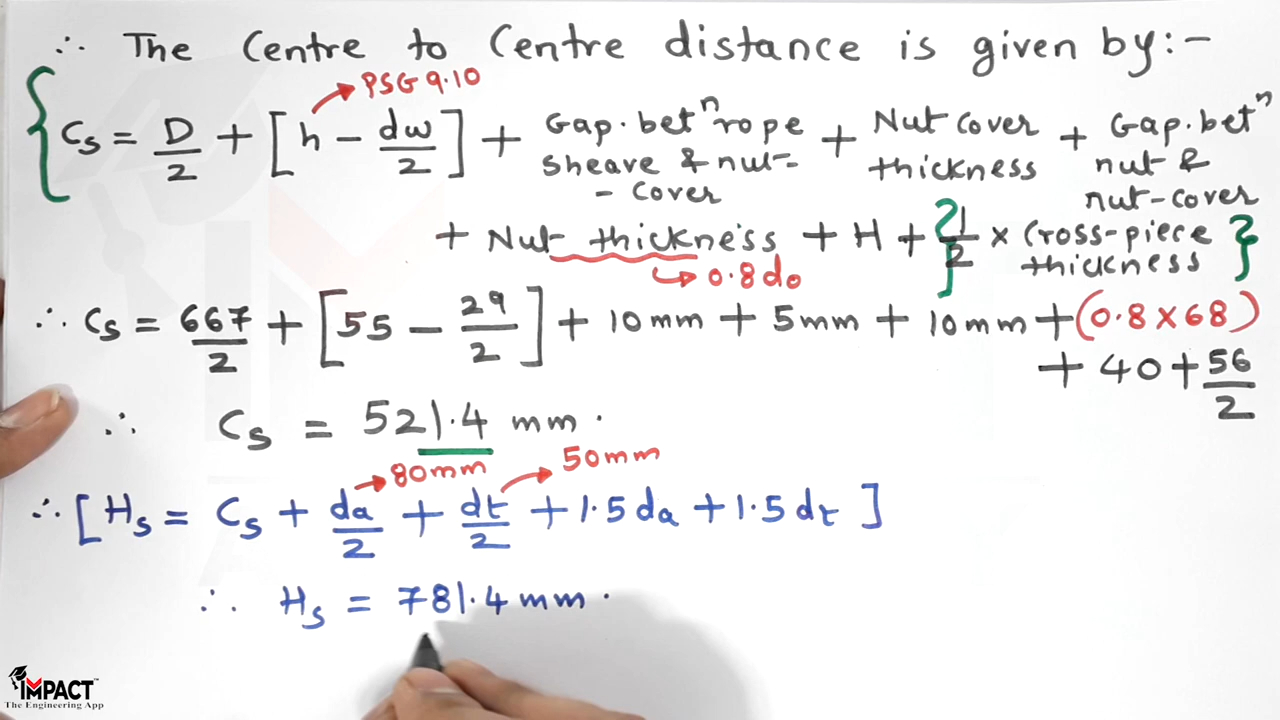 ∴ The Centre to Centre distance is given by:-
PSG 9.10
Cs = D/2 + [h - dw/2] + Gap.betⁿ rope sheave & nut-cover + Nut cover thickness + Gap.betⁿ nut & nut-cover
+ Nut thickness + H + {1/2 × Cross-piece thickness}
0.8do
∴ Cs = 667/2 + [55 - 29/2] + 10mm + 5mm + 10mm + (0.8×68)
+ 40 + 56/2
∴ Cs = 521.4 mm.
80mm 50mm
∴ [Hs = Cs + da/2 + dt/2 + 1.5da + 1.5dt]
∴ Hs = 781.4 mm.
IMPACT
The Engineering App